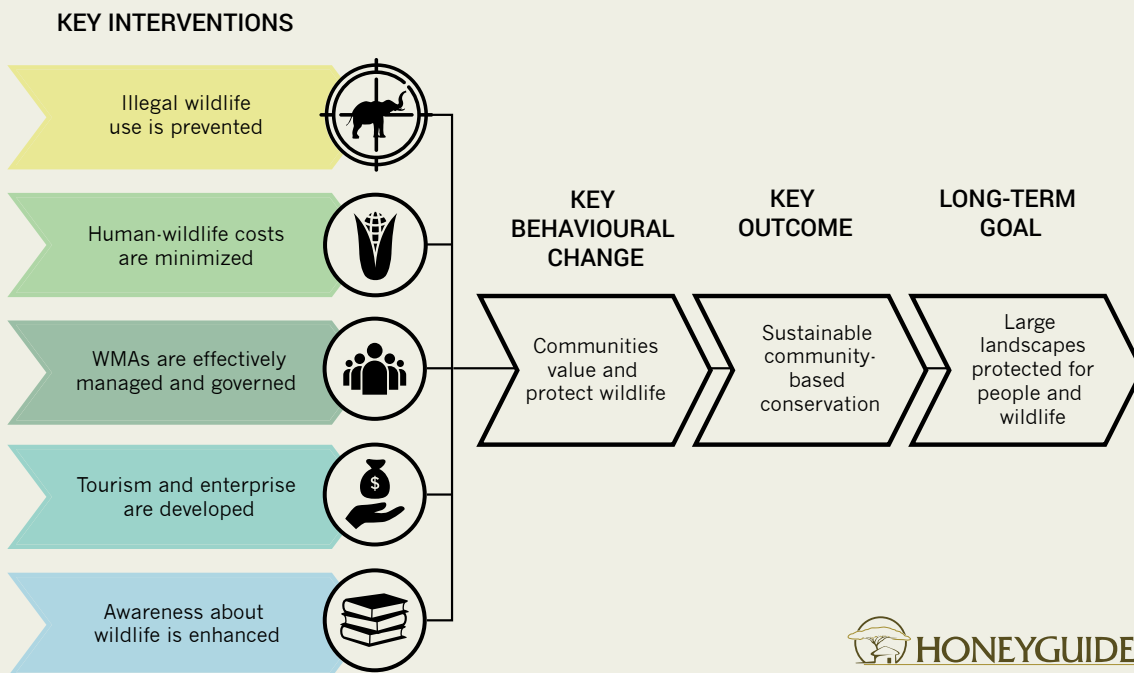 KEY INTERVENTIONS
Illegal wildlife
use is prevented
Human-wildlife costs
are minimized
WMAs are effectively
managed and governed
Tourism and enterprise
are developed
$
Awareness about
wildlife is enhanced
KEY
BEHAVIOURAL
CHANGE
Communities
value and
protect wildlife
KEY
OUTCOME
Sustainable
community-
based
conservation
LONG-TERM
GOAL
Large
landscapes
protected for
people and
wildlife
HONEYGUIDE